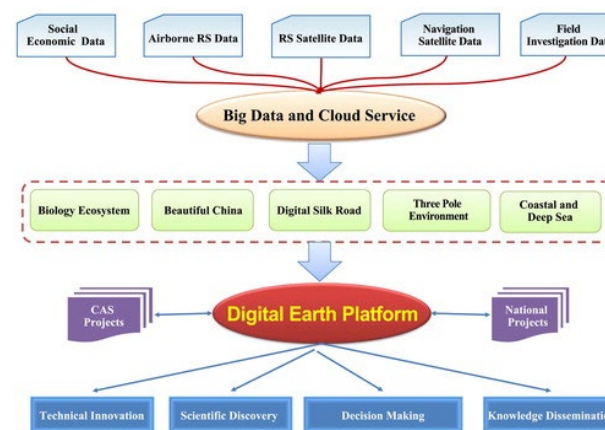 Social
Economic Data
Airborne RS Data
RS Satellite Data
Navigation
Satellite Data
Field
Investigation Data
Big Data and Cloud Service
Biology Ecosystem
Beautiful China
Digital Silk Road
Three Pole
Environment
Coastal and
Deep Sea
CAS
Projects
Digital Earth Platform
National
Projects
Technical Innovation
Scientific Discovery
Decision Making
Knowledge Dissemination